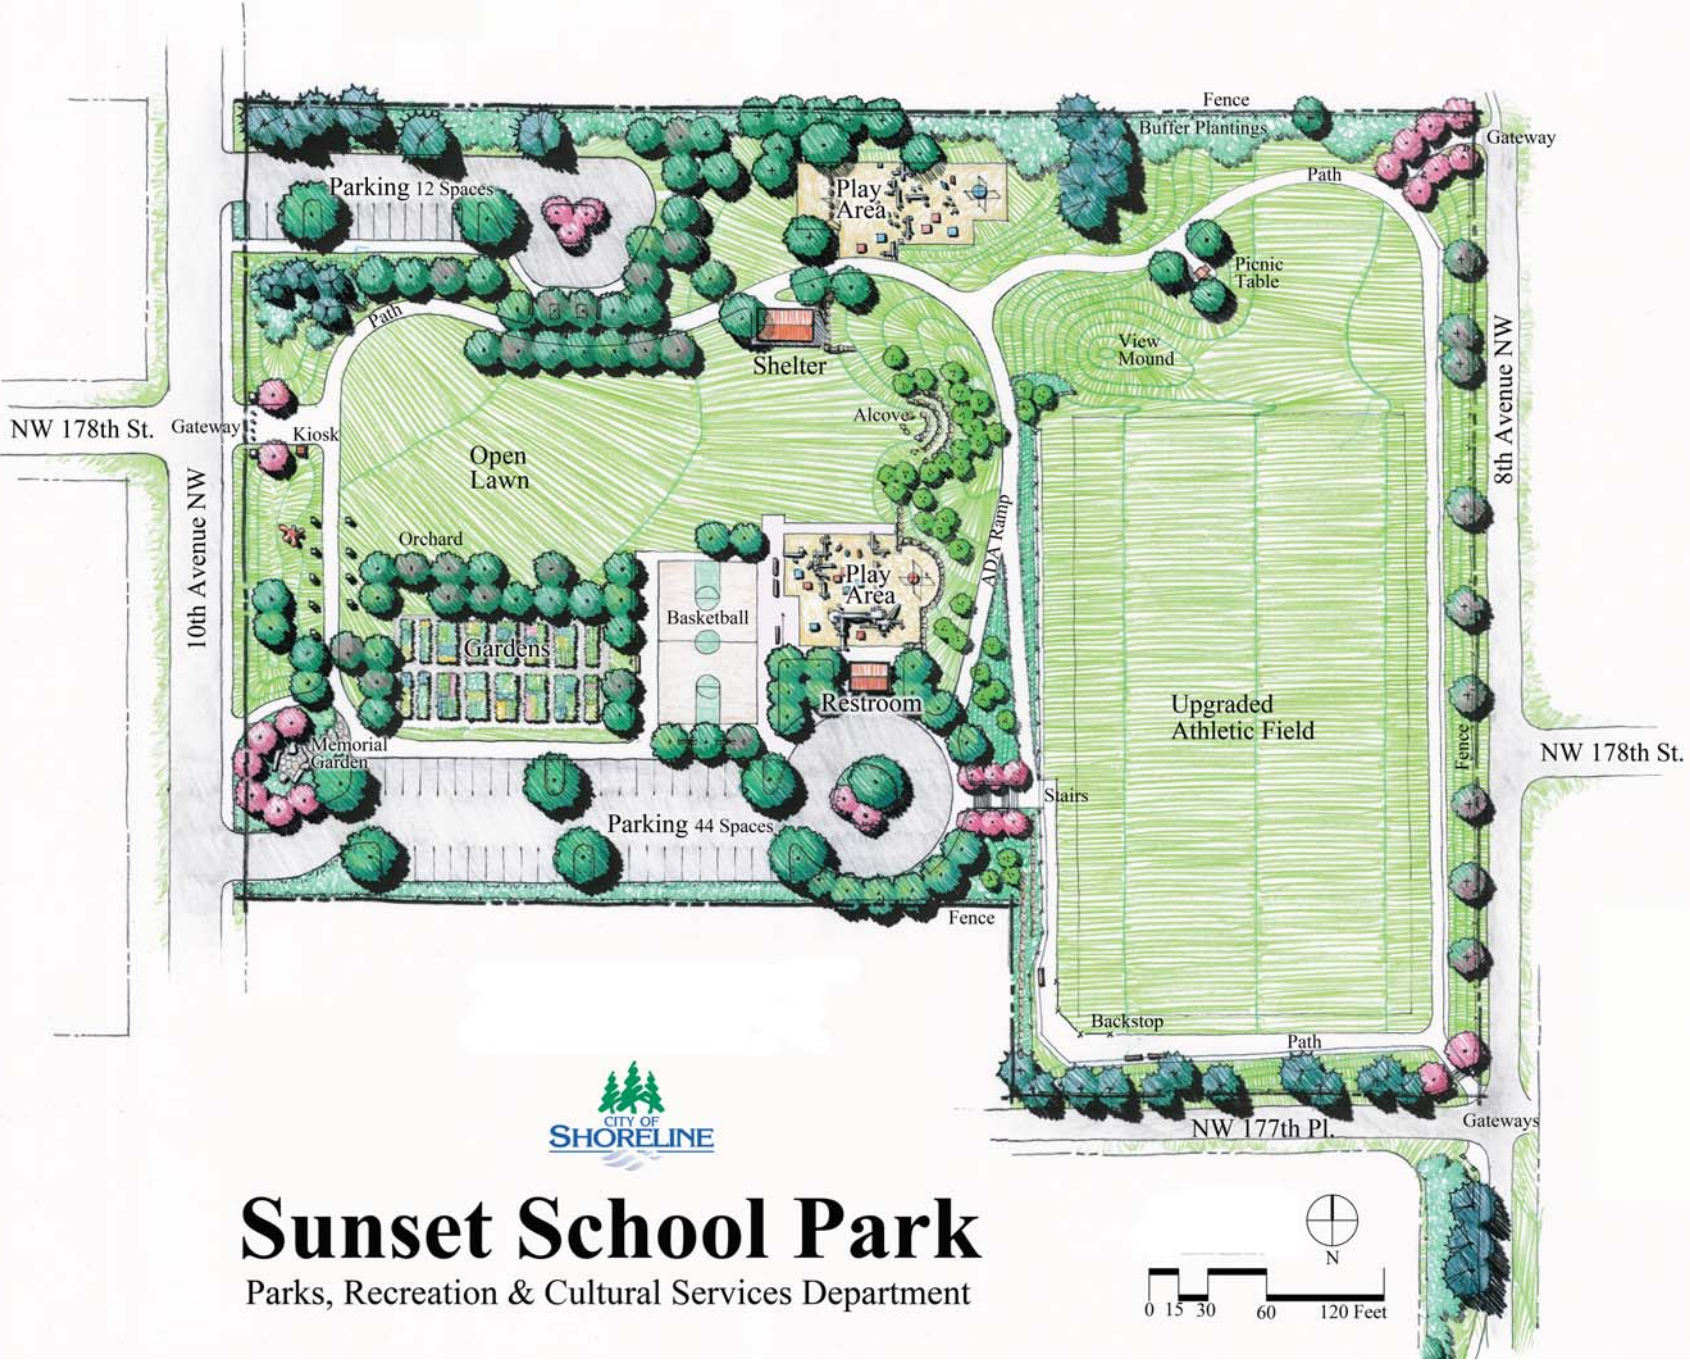 Fence
Buffer Plantings
Gateway
Parking 12 Spaces
Play
Area
Path
Picnic
Table
Path
View
Mound
Shelter
8th Avenue NW
Alcove
NW 178th St.
Gateway
Kiosk
Open
Lawn
10th Avenue NW
Orchard
ADA Ramp
Play
Area
Basketball
Gardens
Restroom
Upgraded
Athletic Field
Memorial
Garden
Fence
NW 178th St.
Stairs
Parking 44 Spaces
Fence
Backstop
Path
NW 177th Pl.
Gateways
CITY OF
SHORELINE
Sunset School Park
Parks, Recreation & Cultural Services Department
N
0 15 30 60 120 Feet